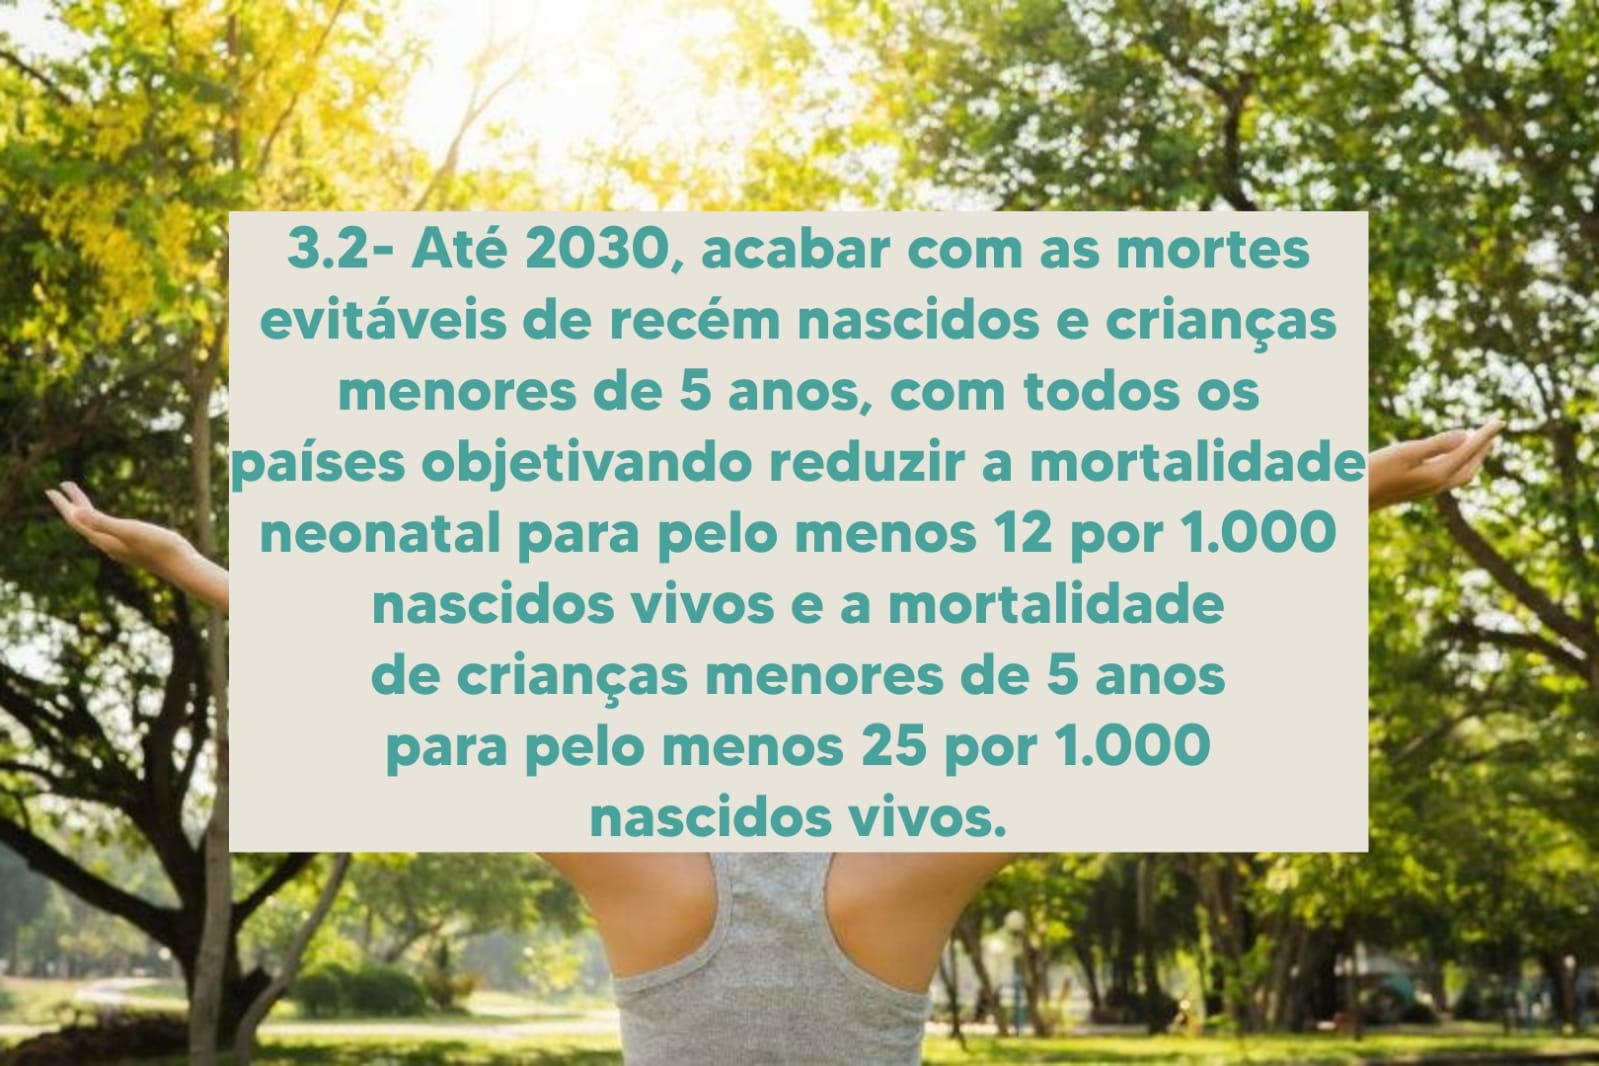 3.2- Até 2030, acabar com as mortes
evitáveis de recém nascidos e crianças
menores de 5 anos, com todos os
países objetivando reduzir a mortalidade
neonatal para pelo menos 12 por 1.000
nascidos vivos e a mortalidade
de crianças menores de 5 anos
para pelo menos 25 por 1.000
nascidos vivos.